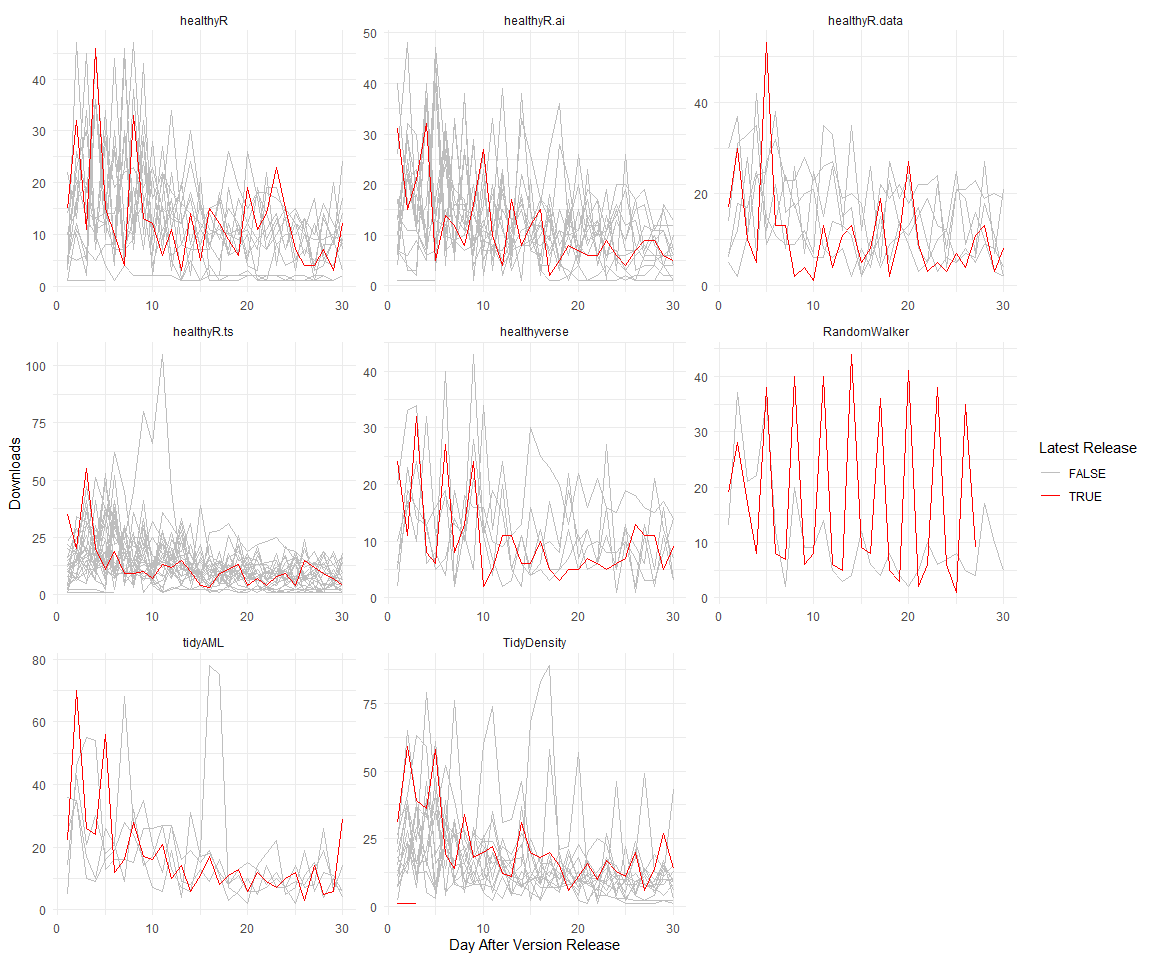 healthyR healthyR.ai healthyR.data
40 30 20 10 0
50 40 30 20 10 0
40 20 0
0 10 20 30 0 10 20 30 0 10 20 30
healthyR.ts healthyverse RandomWalker
100 75 50 25 0
40 30 20 10 0
40 30 20 10 0
0 10 20 30 0 10 20 30 0 10 20 30
Downloads
Latest Release
FALSE
TRUE
tidyAML TidyDensity
80 60 40 20 0
75 50 25 0
0 10 20 30 0 10 20 30
Day After Version Release